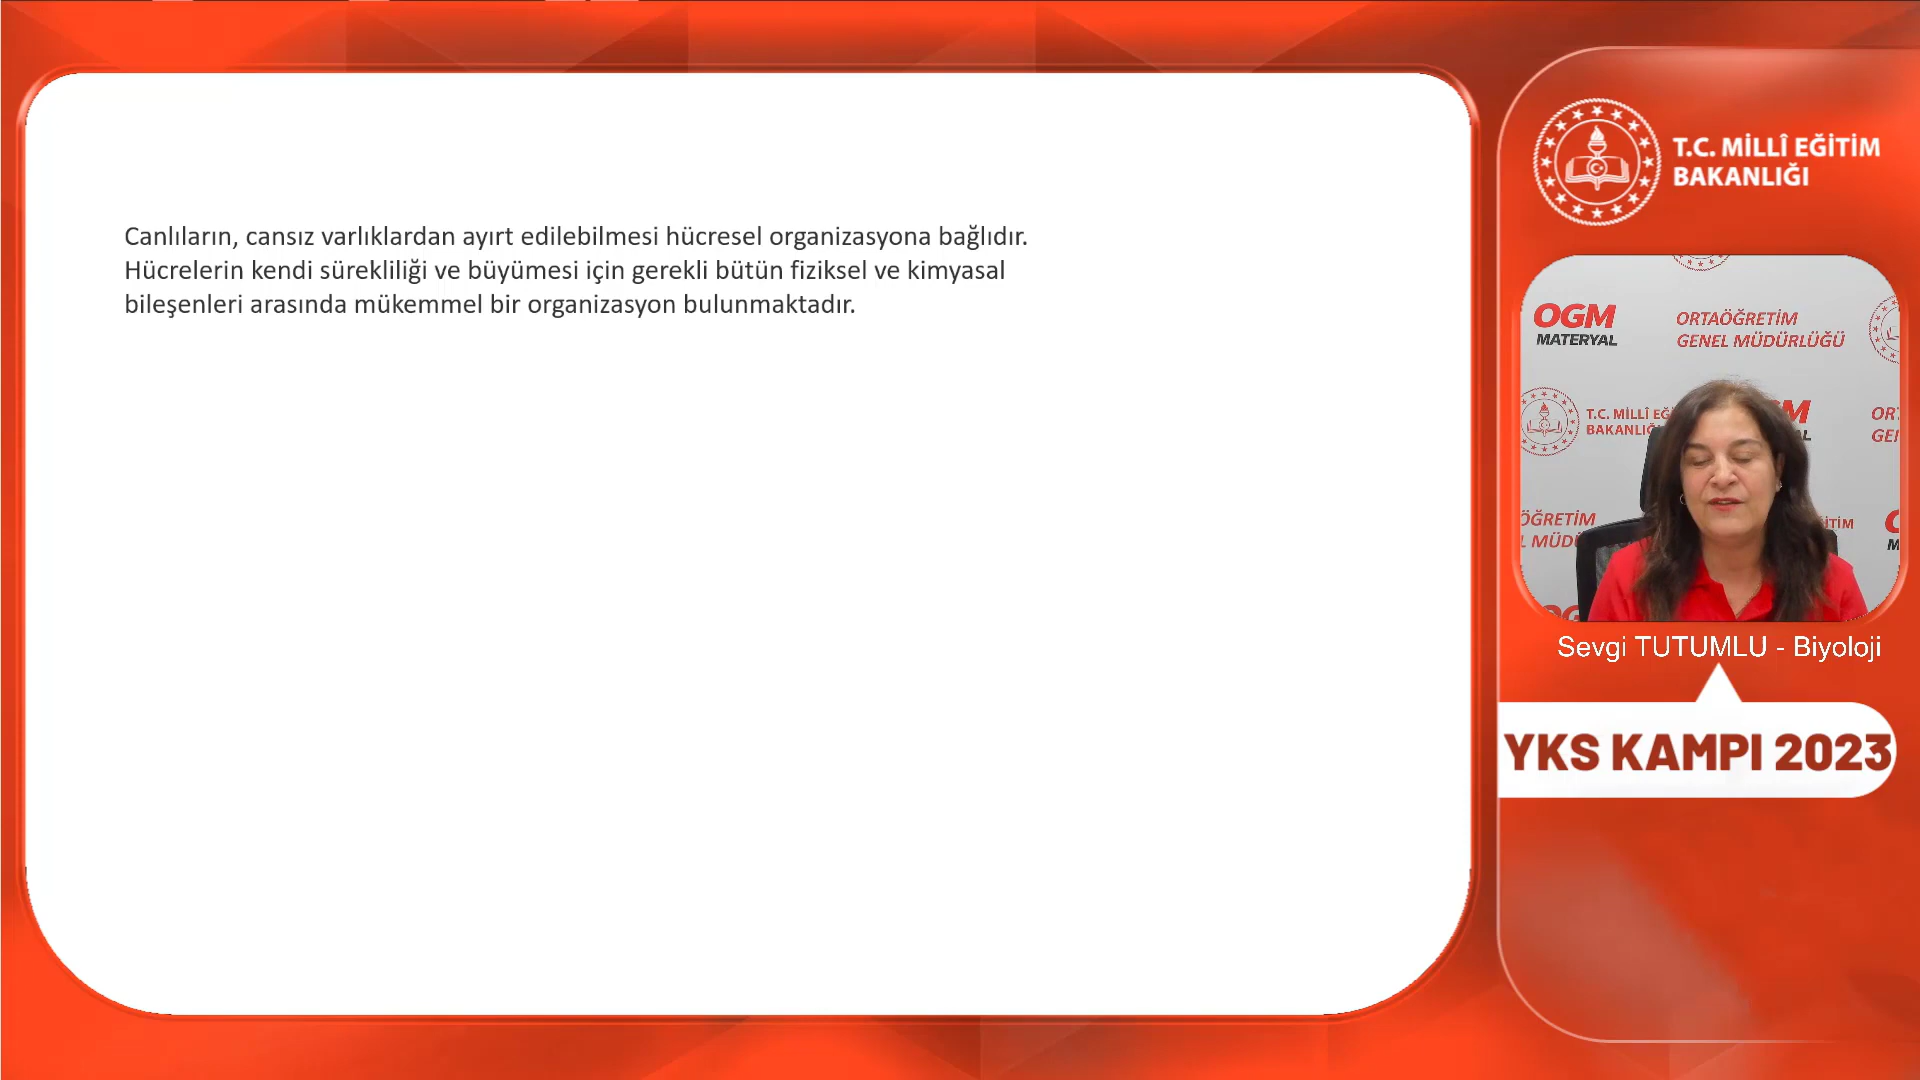 Canlıların, cansız varlıklardan ayırt edilebilmesi hücresel organizasyona bağlıdır.
Hücrelerin kendi sürekliliği ve büyümesi için gerekli bütün fiziksel ve kimyasal
bileşenleri arasında mükemmel bir organizasyon bulunmaktadır.
T.C. MİLLÎ EĞİTİM
BAKANLIĞI
OGM
MATERYAL
ORTAÖĞRETİM
GENEL MÜDÜRLÜĞÜ
T.C. MİLLÎ
Sevgi TUTUMLU - Biyoloji
YKS KAMPI 2023